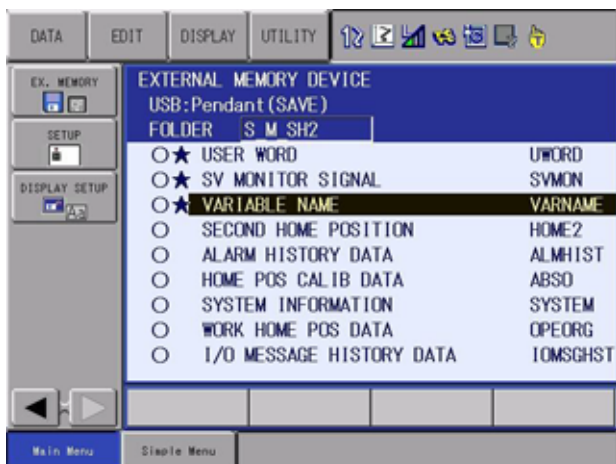 DATA EDIT DISPLAY UTILITY
EX. MEMORY
SETUP
DISPLAY SETUP
EXTERNAL MEMORY DEVICE
USB:Pendant(SAVE)
FOLDER S_M_SH2
USER WORD UWORD
SV MONITOR SIGNAL SVMON
VARIABLE NAME VARNAME
SECOND HOME POSITION HOME2
ALARM HISTORY DATA ALMHIST
HOME POS CALIB DATA ABSO
SYSTEM INFORMATION SYSTEM
WORK HOME POS DATA OPEORG
I/O MESSAGE HISTORY DATA IOMSGHST
Main Menu Simple Menu